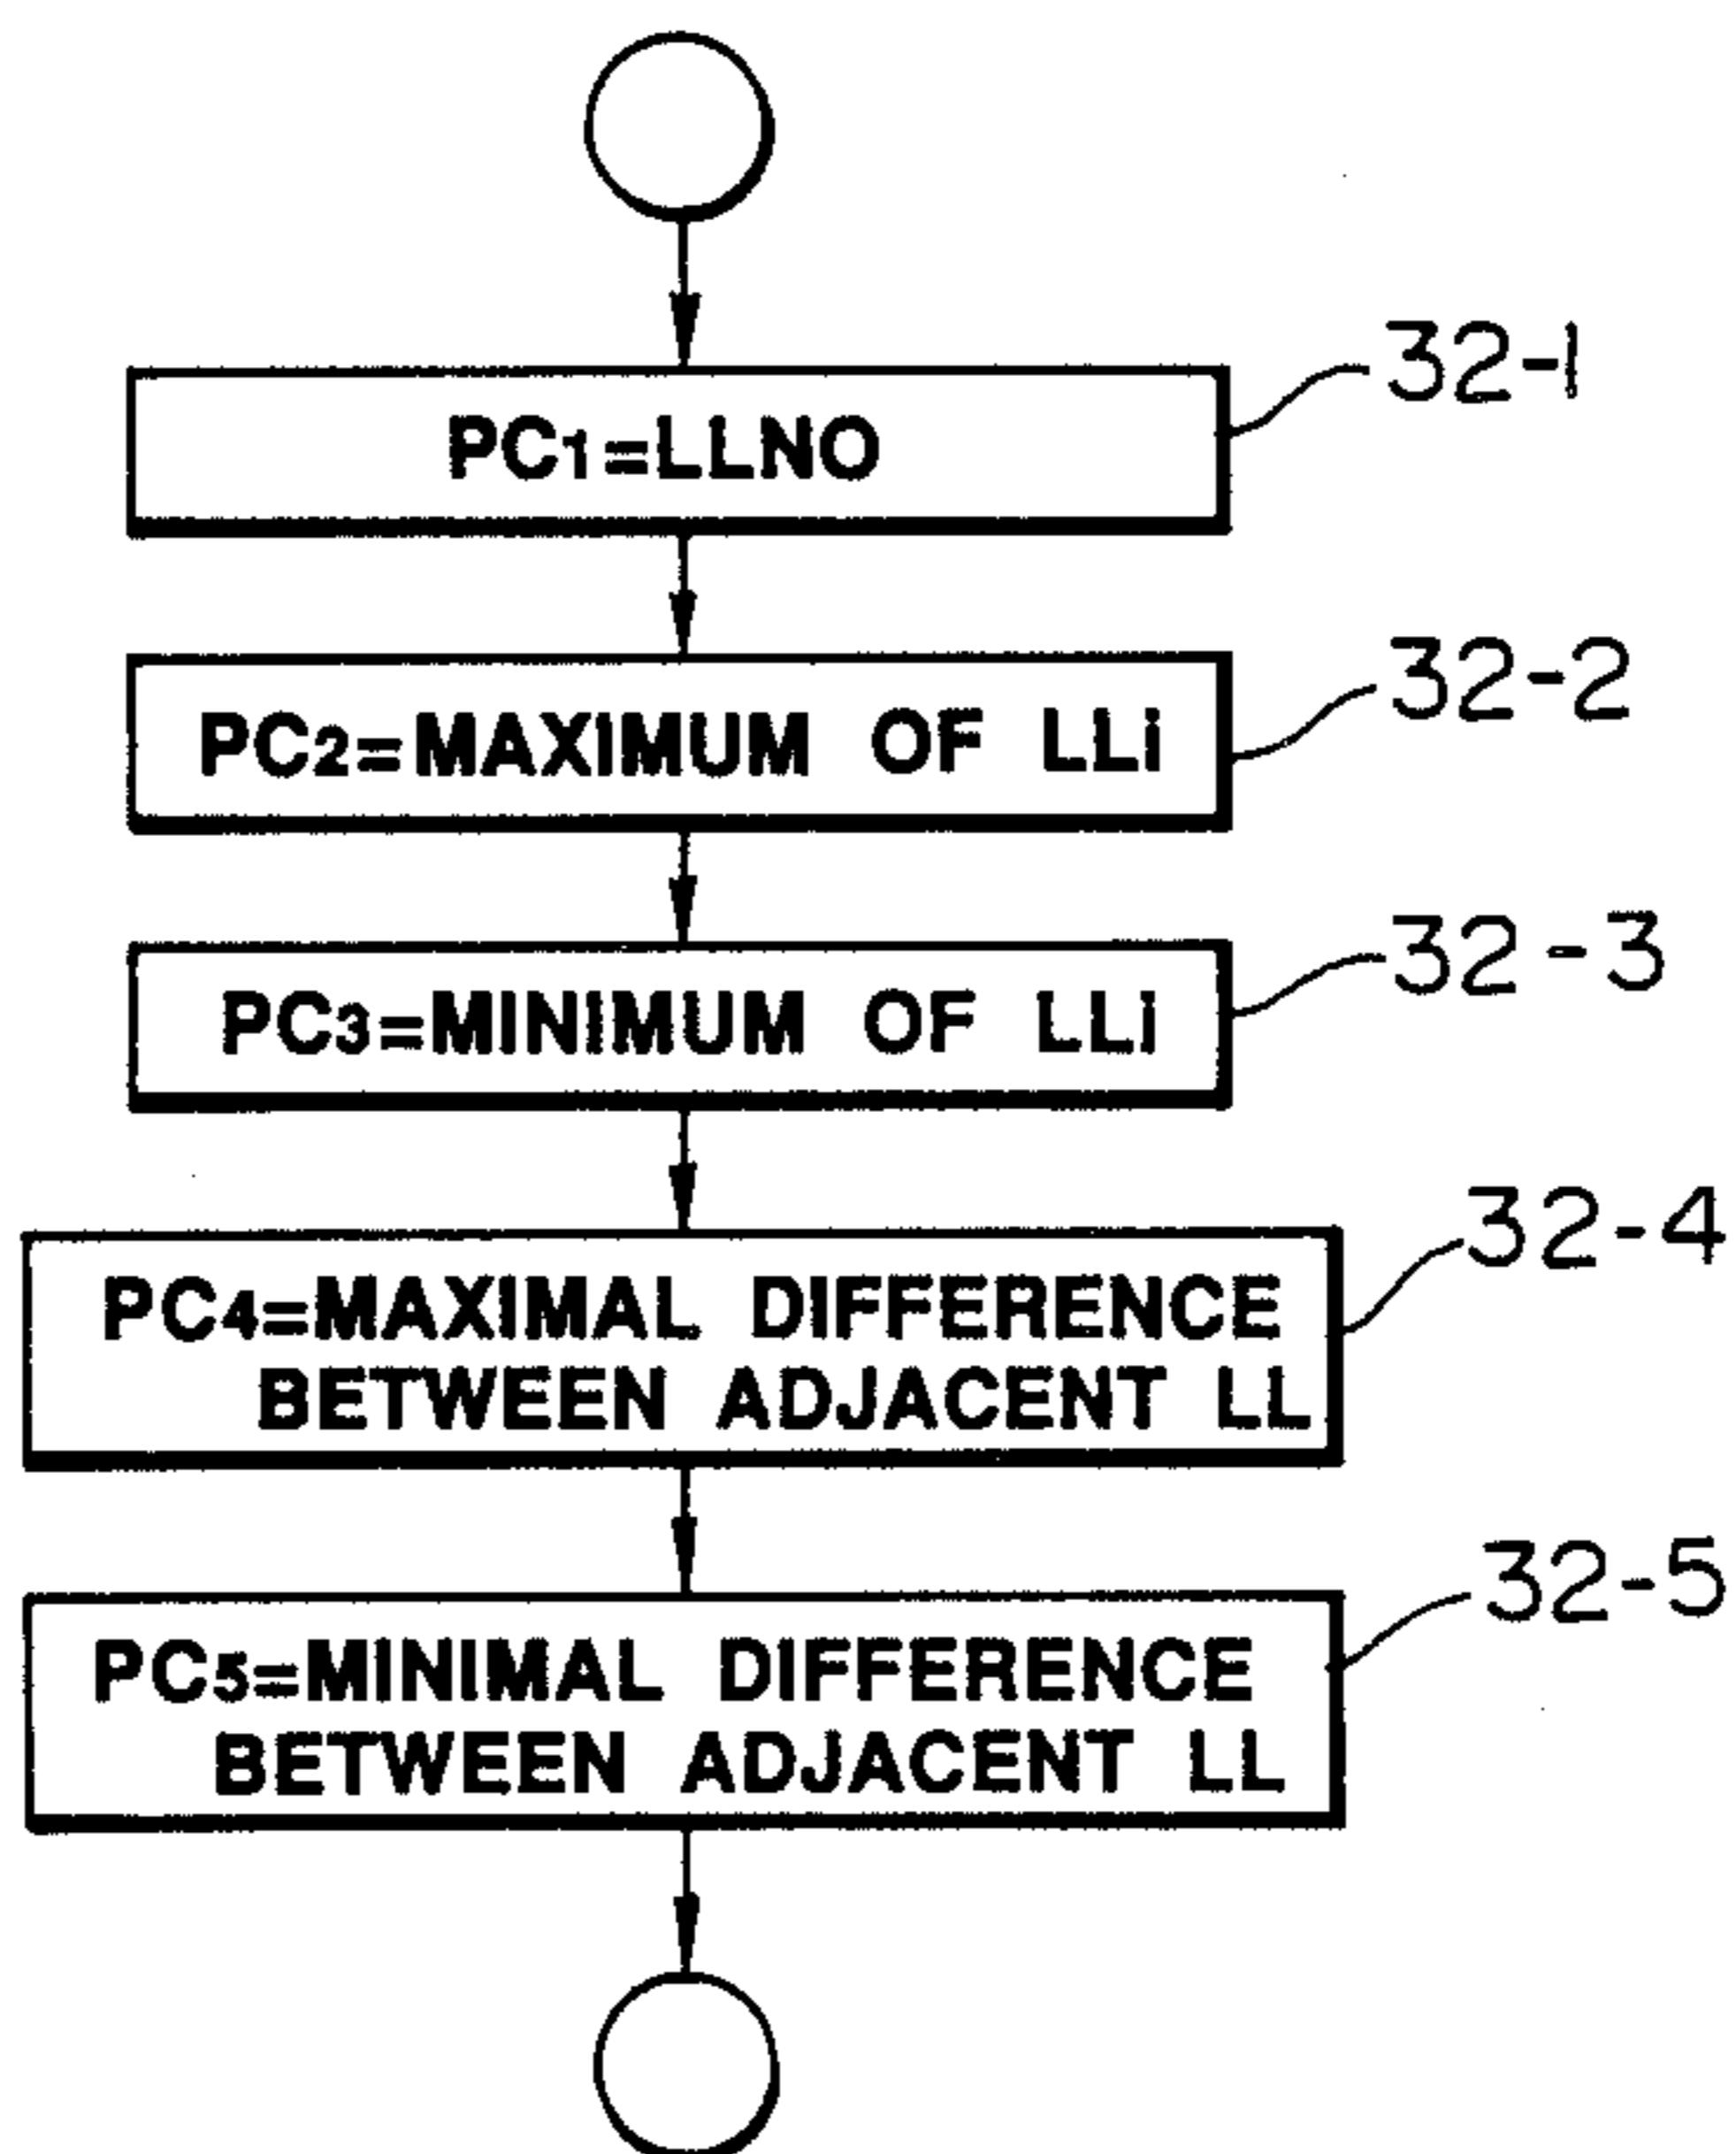 32-1
PC1=LLNO
32-2
PC2=MAXIMUM OF LLi
32-3
PC3=MINIMUM OF LLi
32-4
PC4=MAXIMAL DIFFERENCE
BETWEEN ADJACENT LL
32-5
PC5=MINIMAL DIFFERENCE
BETWEEN ADJACENT LL